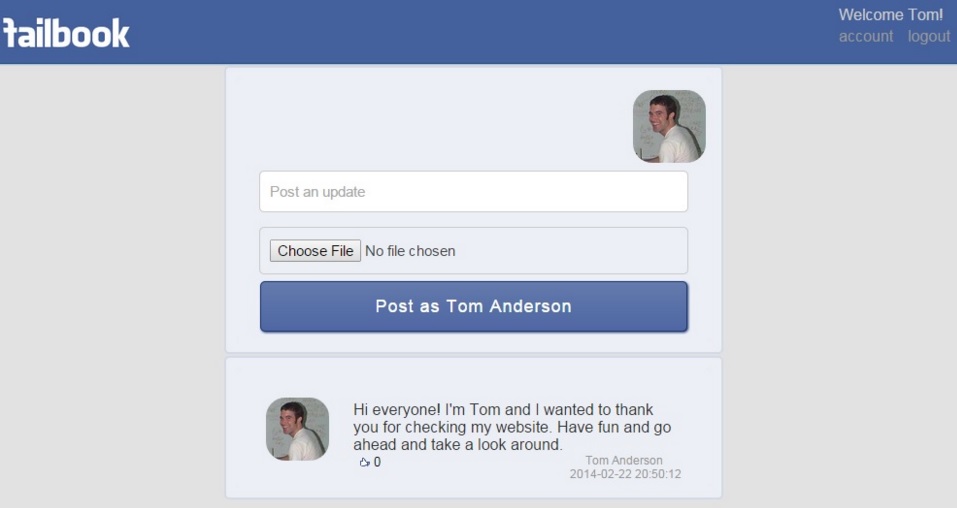 tailbook
Welcome Tom!
account logout
Post an update
Choose File No file chosen
Post as Tom Anderson
Hi everyone! I'm Tom and I wanted to thank
you for checking my website. Have fun and go
ahead and take a look around.
0
Tom Anderson
2014-02-22 20:50:12